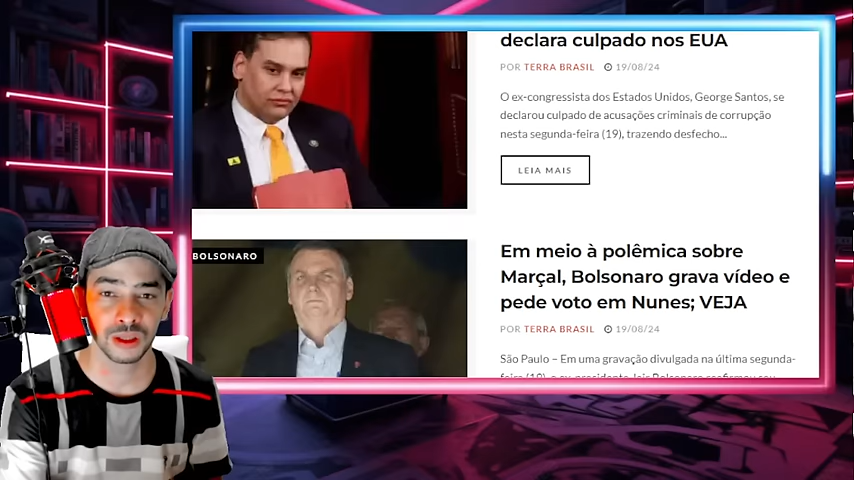 declara culpado nos EUA
POR TERRA BRASIL 19/08/24
O ex-congressista dos Estados Unidos, George Santos, se
declarou culpado de acusações criminais de corrupção
nesta segunda-feira (19), trazendo desfecho...
LEIA MAIS
BOLSONARO
Em meio à polêmica sobre
Marçal, Bolsonaro grava vídeo e
pede voto em Nunes; VEJA
POR TERRA BRASIL 19/08/24
São Paulo – Em uma gravação divulgada na última segunda-